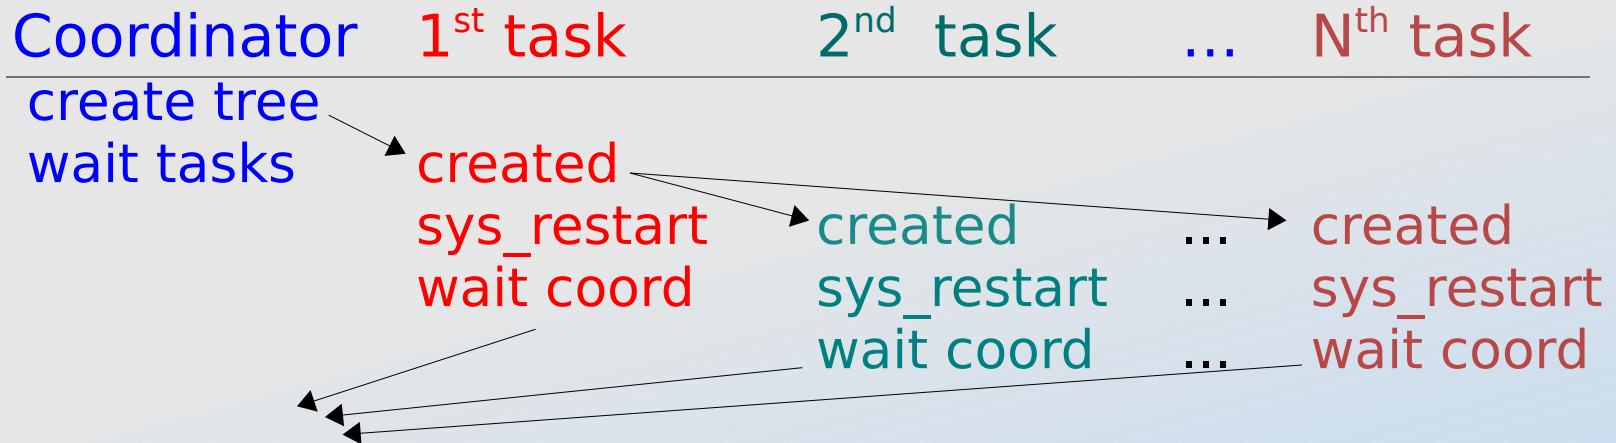 Coordinator 1st task 2nd task ... Nth task
create tree
wait tasks created
sys_restart created ... created
wait coord sys_restart ... sys_restart
wait coord ... wait coord